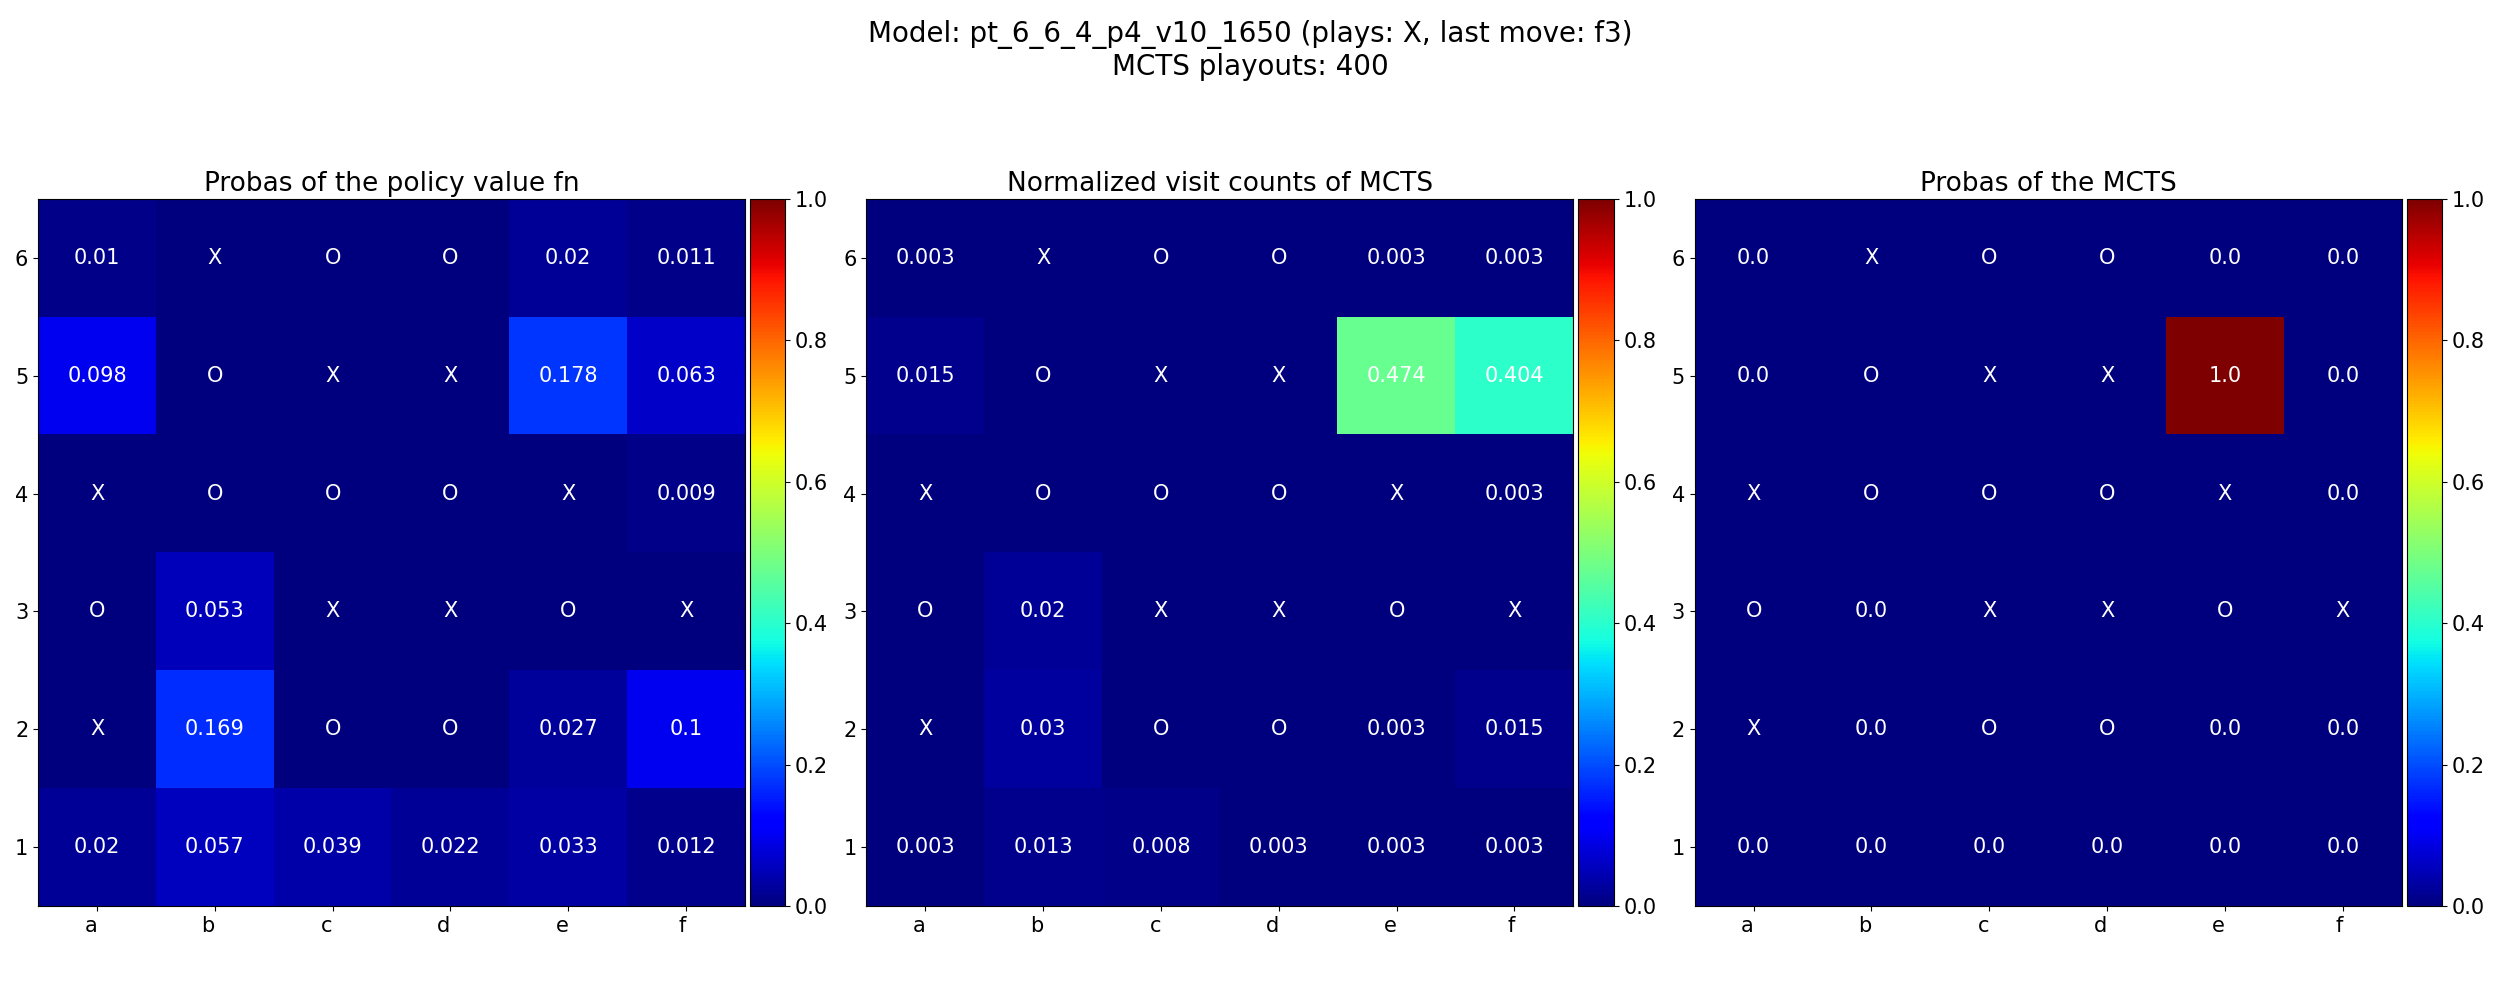 Model: pt_6_6_4_p4_v10_1650 (plays: X, last move: f3)
MCTS playouts: 400
Probas of the policy value fn
6 0.01 X O O 0.02 0.011
5 0.098 O X X 0.178 0.063
4 X O O O X 0.009
3 O 0.053 X X O X
2 X 0.169 O O 0.027 0.1
1 0.02 0.057 0.039 0.022 0.033 0.012
a b c d e f
1.0
0.8
0.6
0.4
0.2
0.0
Normalized visit counts of MCTS
6 0.003 X O O 0.003 0.003
5 0.015 O X X 0.474 0.404
4 X O O O X 0.003
3 O 0.02 X X O X
2 X 0.03 O O 0.003 0.015
1 0.003 0.013 0.008 0.003 0.003 0.003
a b c d e f
1.0
0.8
0.6
0.4
0.2
0.0
Probas of the MCTS
6 0.0 X O O 0.0 0.0
5 0.0 O X X 1.0 0.0
4 X O O O X 0.0
3 O 0.0 X X O X
2 X 0.0 O O 0.0 0.0
1 0.0 0.0 0.0 0.0 0.0 0.0
a b c d e f
1.0
0.8
0.6
0.4
0.2
0.0